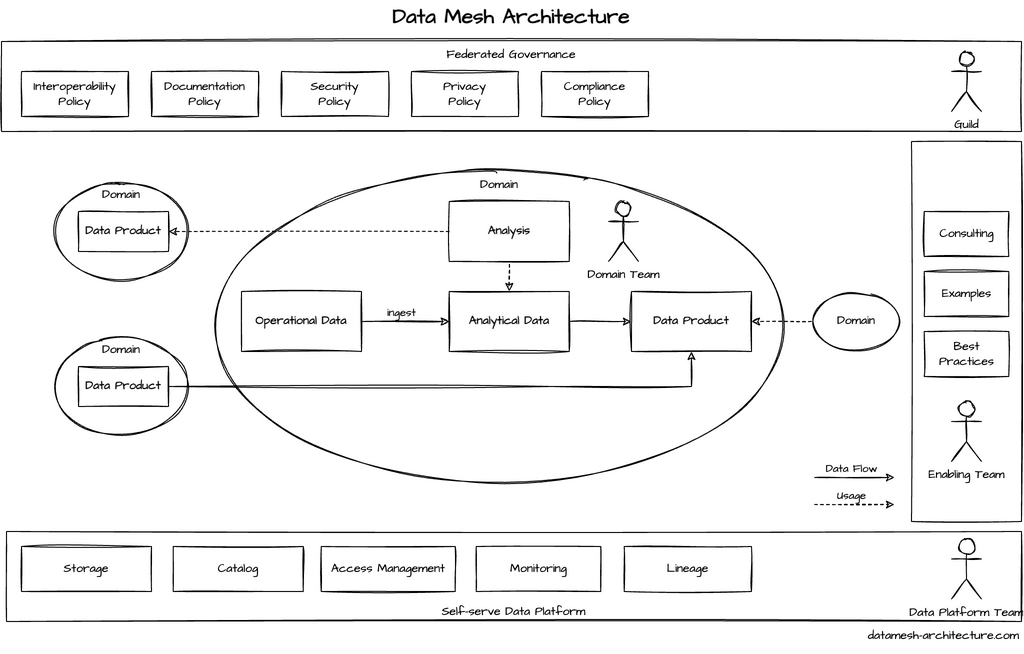 Data Mesh Architecture
Federated Governance
Interoperability
Policy
Documentation
Policy
Security
Policy
Privacy
Policy
Compliance
Policy
Guild
Domain
Data Product
Domain
Analysis
Domain Team
Operational Data
ingest
Analytical Data
Data Product
Domain
Domain
Data Product
Consulting
Examples
Best
Practices
Enabling Team
Data Flow
Usage
Storage
Catalog
Access Management
Monitoring
Lineage
Self-serve Data Platform
Data Platform Team
datamesh-architecture.com